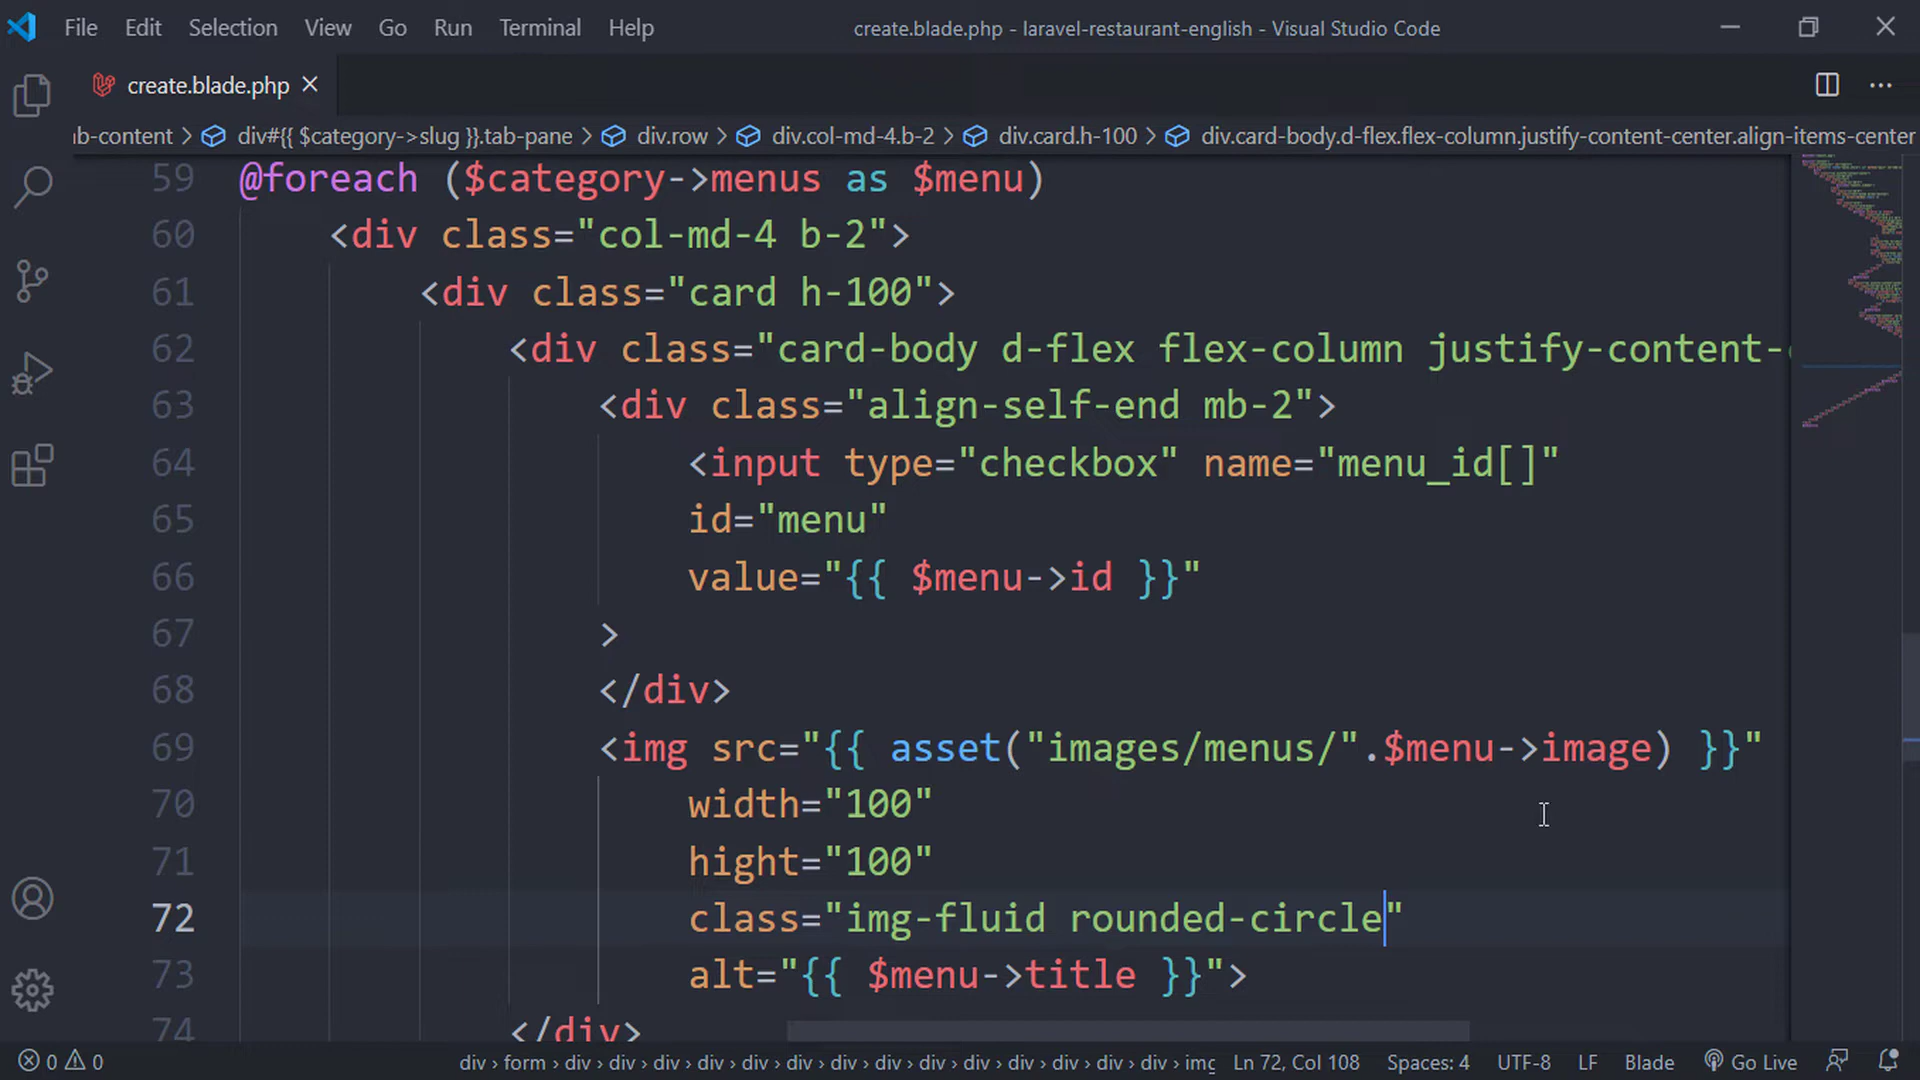 File Edit Selection View Go Run Terminal Help create.blade.php - laravel-restaurant-english - Visual Studio Code
create.blade.php
b-content > div#{{ $category->slug }}.tab-pane > div.row > div.col-md-4.b-2 > div.card.h-100 > div.card-body.d-flex.flex-column.justify-content-center.align-items-center
59 @foreach ($category->menus as $menu)
60 <div class="col-md-4 b-2">
61 <div class="card h-100">
62 <div class="card-body d-flex flex-column justify-content-
63 <div class="align-self-end mb-2">
64 <input type="checkbox" name="menu_id[]"
65 id="menu"
66 value="{{ $menu->id }}"
67 >
68 </div>
69 <img src="{{ asset("images/menus/".$menu->image) }}"
70 width="100"
71 hight="100"
72 class="img-fluid rounded-circle"
73 alt="{{ $menu->title }}">
74 </div>
0 0 div > form > div > div > div > div > div > div > div > div > div > div > div > div > div > div > img Ln 72, Col 108 Spaces: 4 UTF-8 LF Blade Go Live